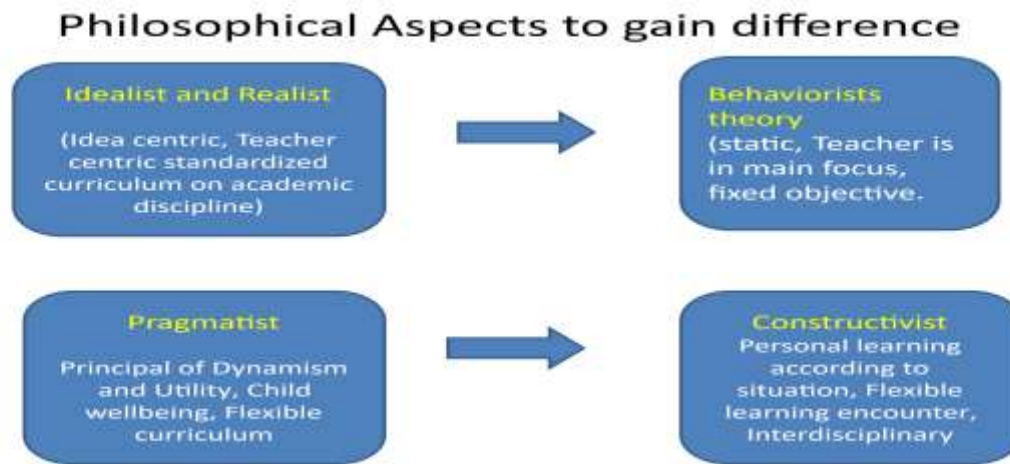 Philosophical Aspects to gain difference
Idealist and Realist
(Idea centric, Teacher
centric standardized
curriculum on academic
discipline)
Behaviorists
theory
(static, Teacher is
in main focus,
fixed objective.
Pragmatist
Principal of Dynamism
and Utility, Child
wellbeing, Flexible
curriculum
Constructivist
Personal learning
according to
situation, Flexible
learning encounter,
Interdisciplinary